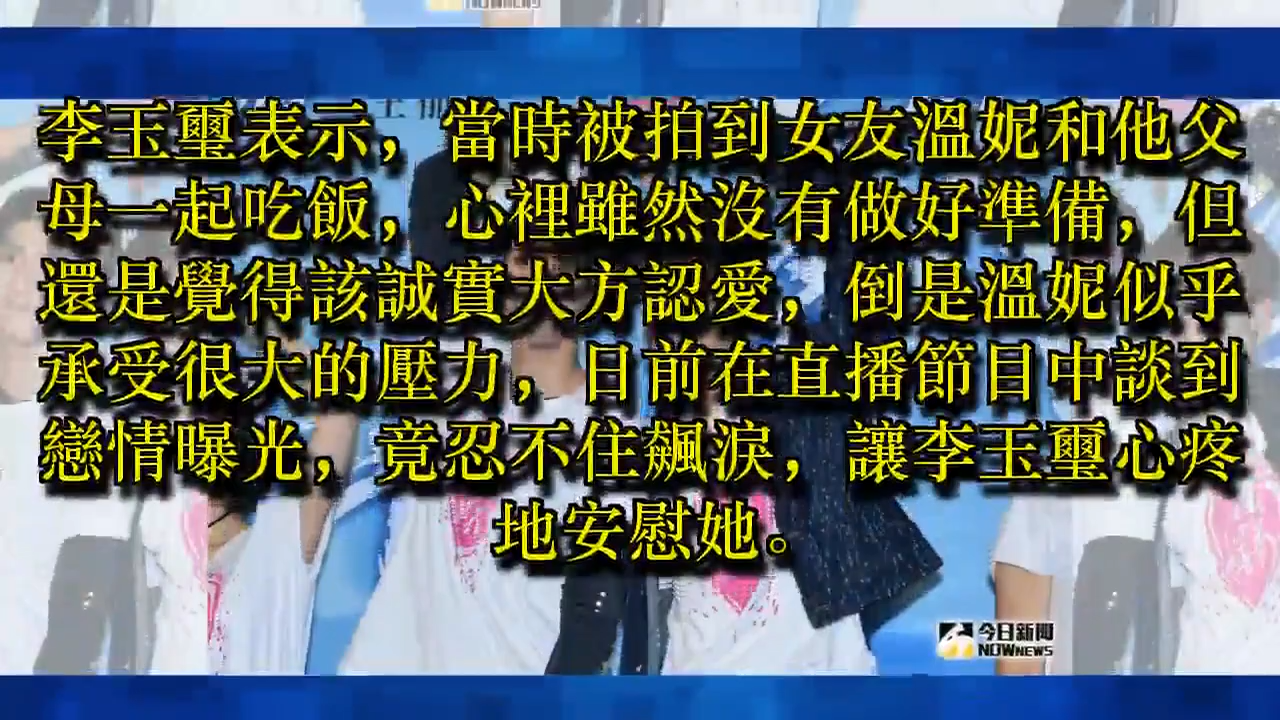 NOWNEWS
李玉璽表示，當時被拍到女友溫妮和他父
母一起吃飯，心裡雖然沒有做好準備，但
還是覺得該誠實大方認愛，倒是溫妮似乎
承受很大的壓力，日前在直播節目中談到
戀情曝光，竟忍不住飆淚，讓李玉璽心疼
地安慰她。
今日新聞
NOWNEWS